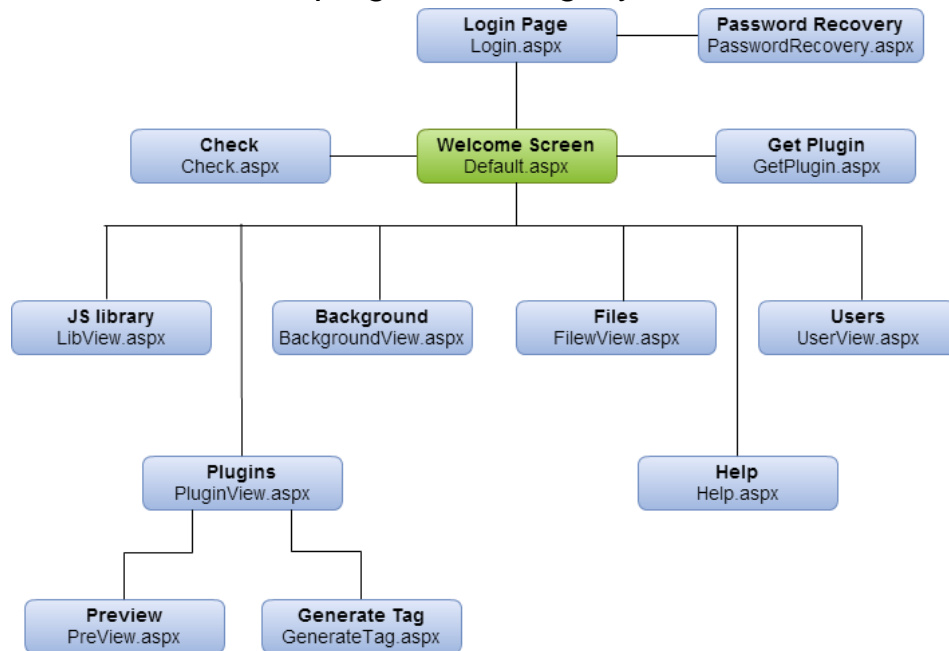 Login Page
Login.aspx
Password Recovery
PasswordRecovery.aspx
Check
Check.aspx
Welcome Screen
Default.aspx
Get Plugin
GetPlugin.aspx
JS library
LibView.aspx
Background
BackgroundView.aspx
Files
FilewView.aspx
Users
UserView.aspx
Plugins
PluginView.aspx
Help
Help.aspx
Preview
PreView.aspx
Generate Tag
GenerateTag.aspx